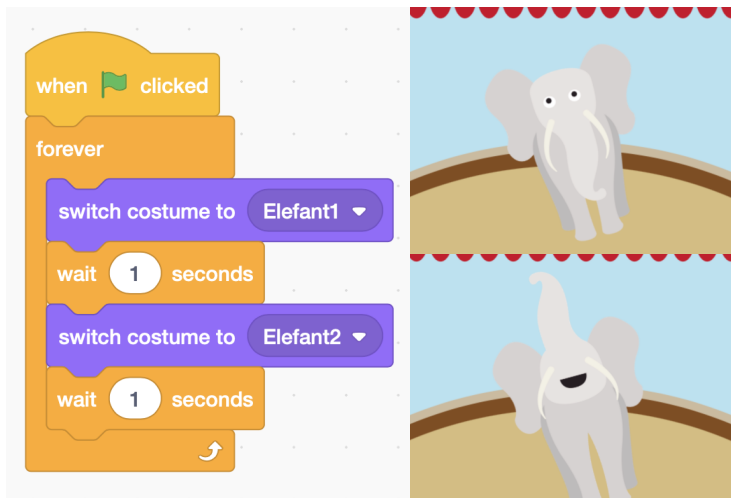 when clicked
forever
switch costume to Elefant1
wait 1 seconds
switch costume to Elefant2
wait 1 seconds